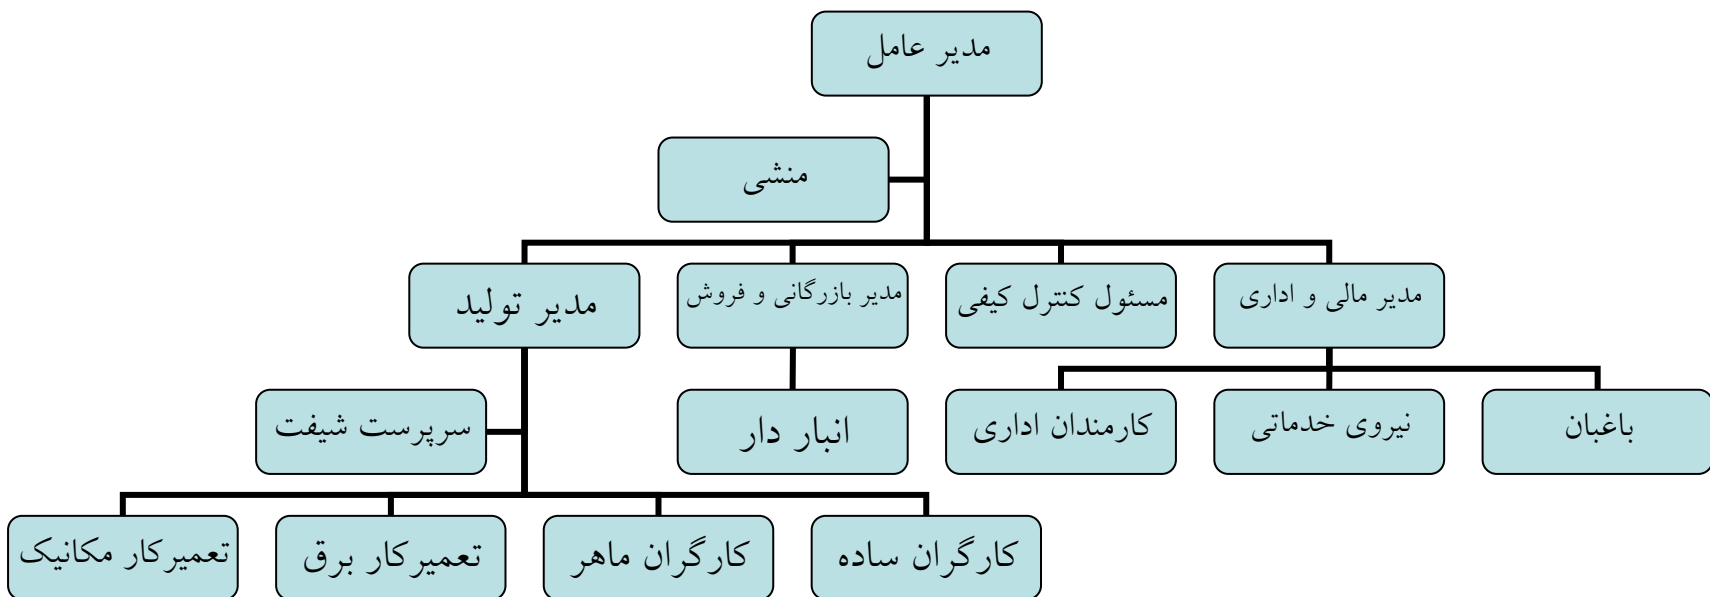 مدیر عامل
منشی
مدیر مالی و اداری
مسئول کنترل کیفی
مدیر بازرگانی و فروش
مدیر تولید
باغبان
نیروی خدماتی
کارمندان اداری
انبار دار
سرپرست شیفت
کارگران ساده
کارگران ماهر
تعمیرکار برق
تعمیرکار مکانیک